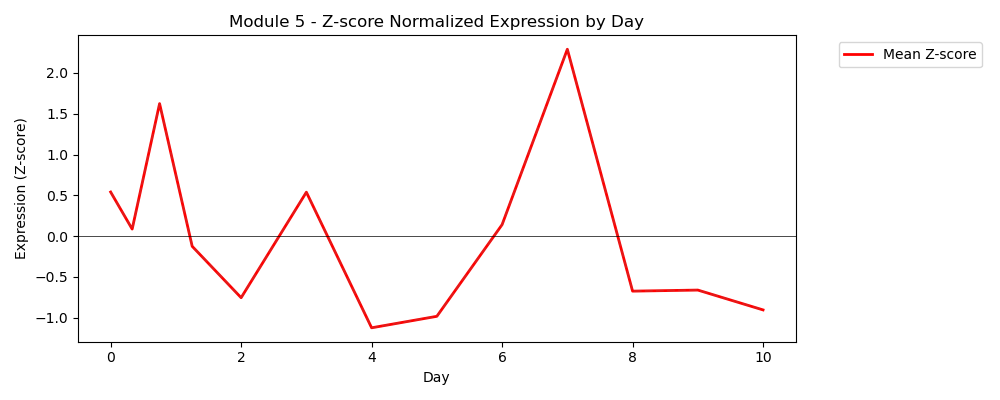 Module 5 - Z-score Normalized Expression by Day
Mean Z-score
Expression (Z-score)
2.0
1.5
1.0
0.5
0.0
−0.5
−1.0
0 2 4 6 8 10
Day